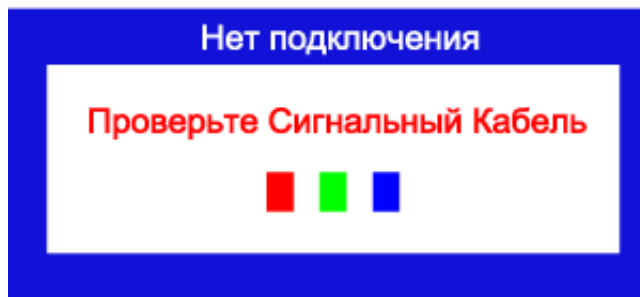 Нет подключения
Проверьте Сигнальный Кабель